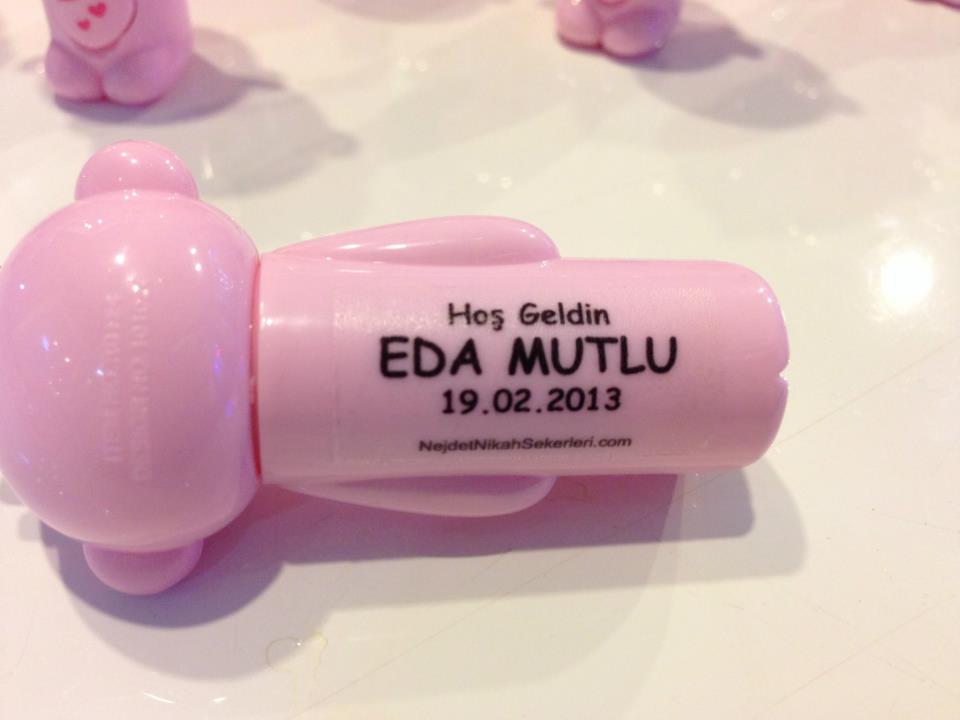 Hoş Geldin
EDA MUTLU
19.02.2013
NejdetNikahSekerleri.com